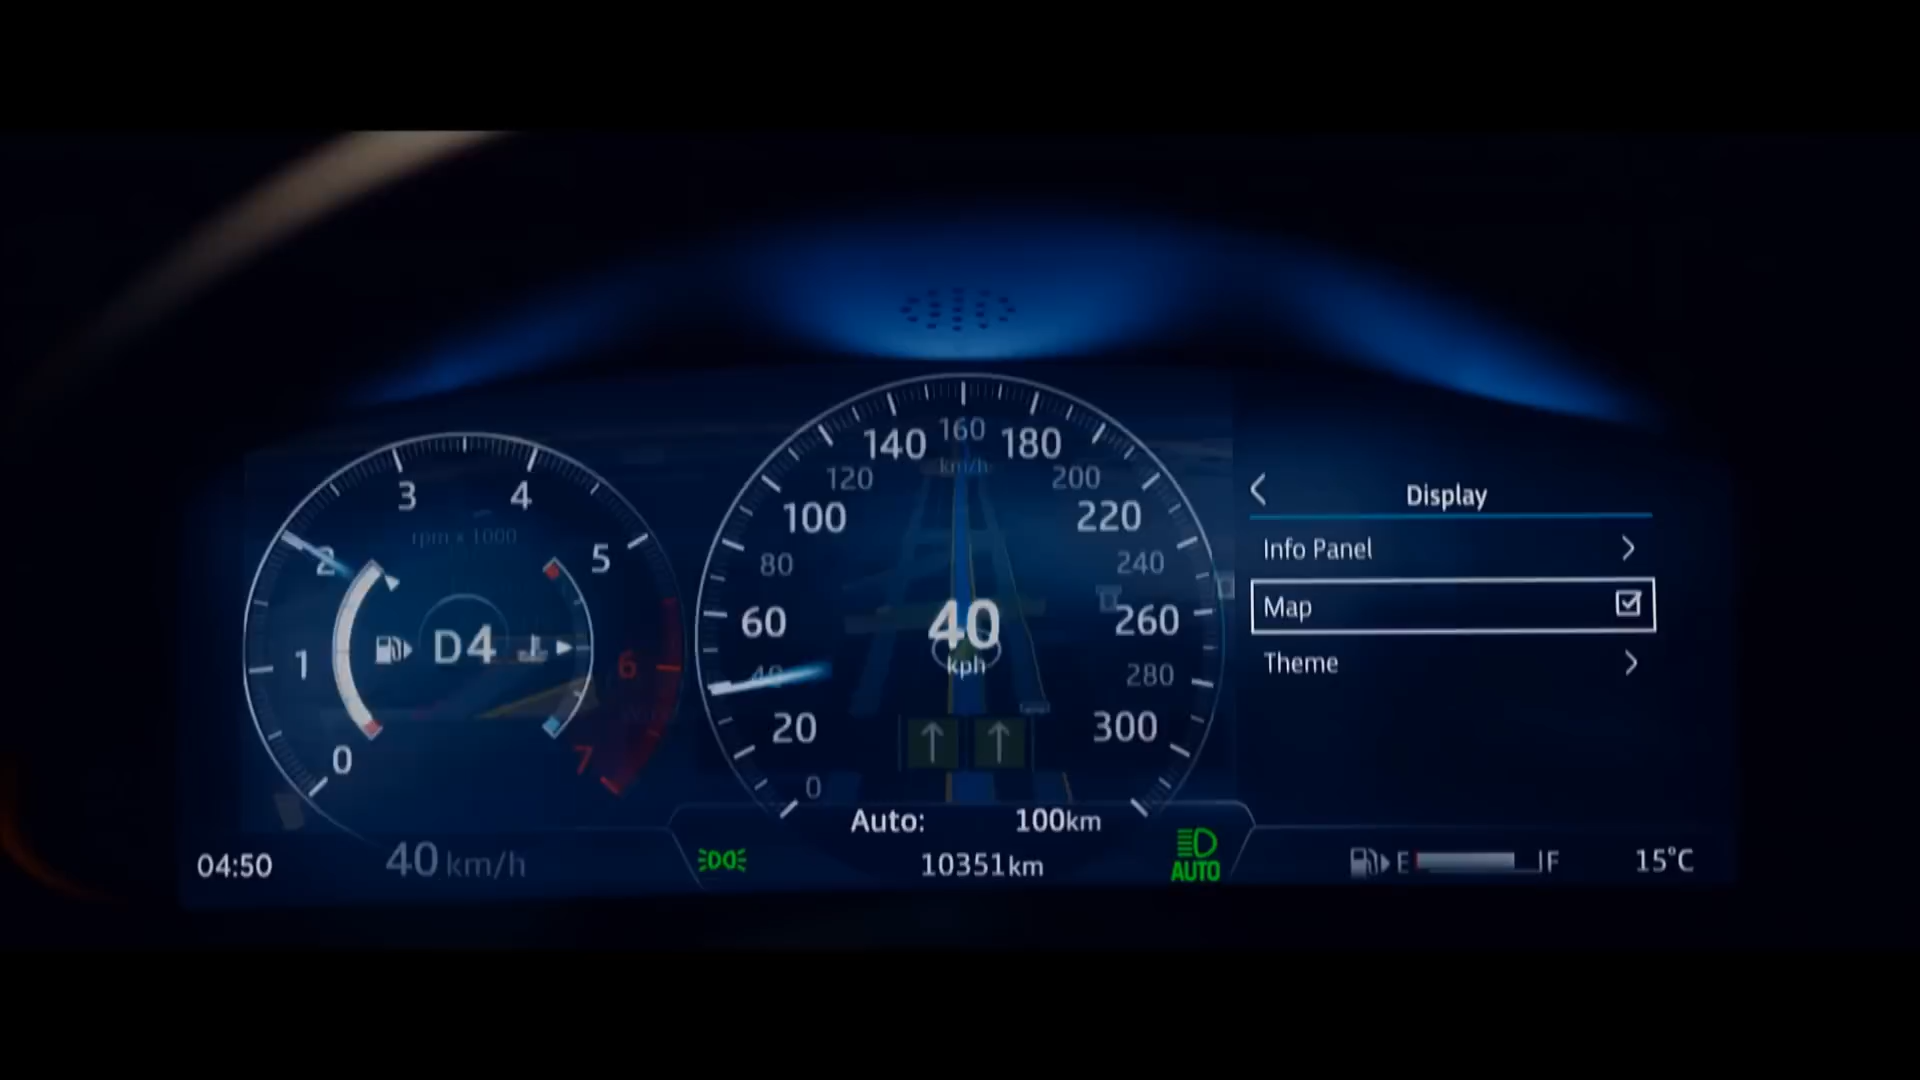 3 4
rpm x 1000
2 5
1 D4 6
0 7
140 160 180
km/h
120 200
100 220
80 240
60 40 260
kph
40 280
20 300
0
Display
Info Panel
Map
Theme
Auto: 100km
04:50 40 km/h 10351km AUTO E F 15°C